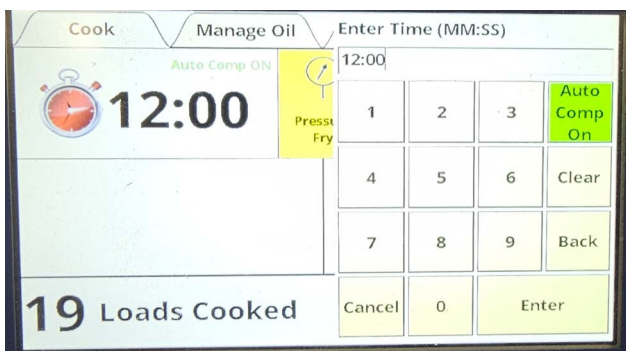 Cook
Manage Oil
Enter Time (MM:SS)
Auto Comp ON
12:00
12:00
Fry
1
2
3
Auto
Comp
On
4
5
6
Clear
7
8
9
Back
19 Loads Cooked
Cancel
0
Enter